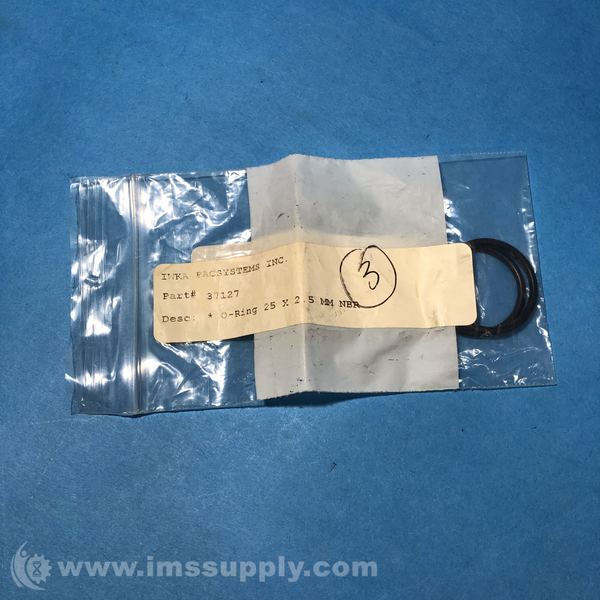 IWKA PACSYSTEMS INC.
3
Part# 37127
Desc: * O-Ring 25 X 2.5 MM NBR
www.imssupply.com